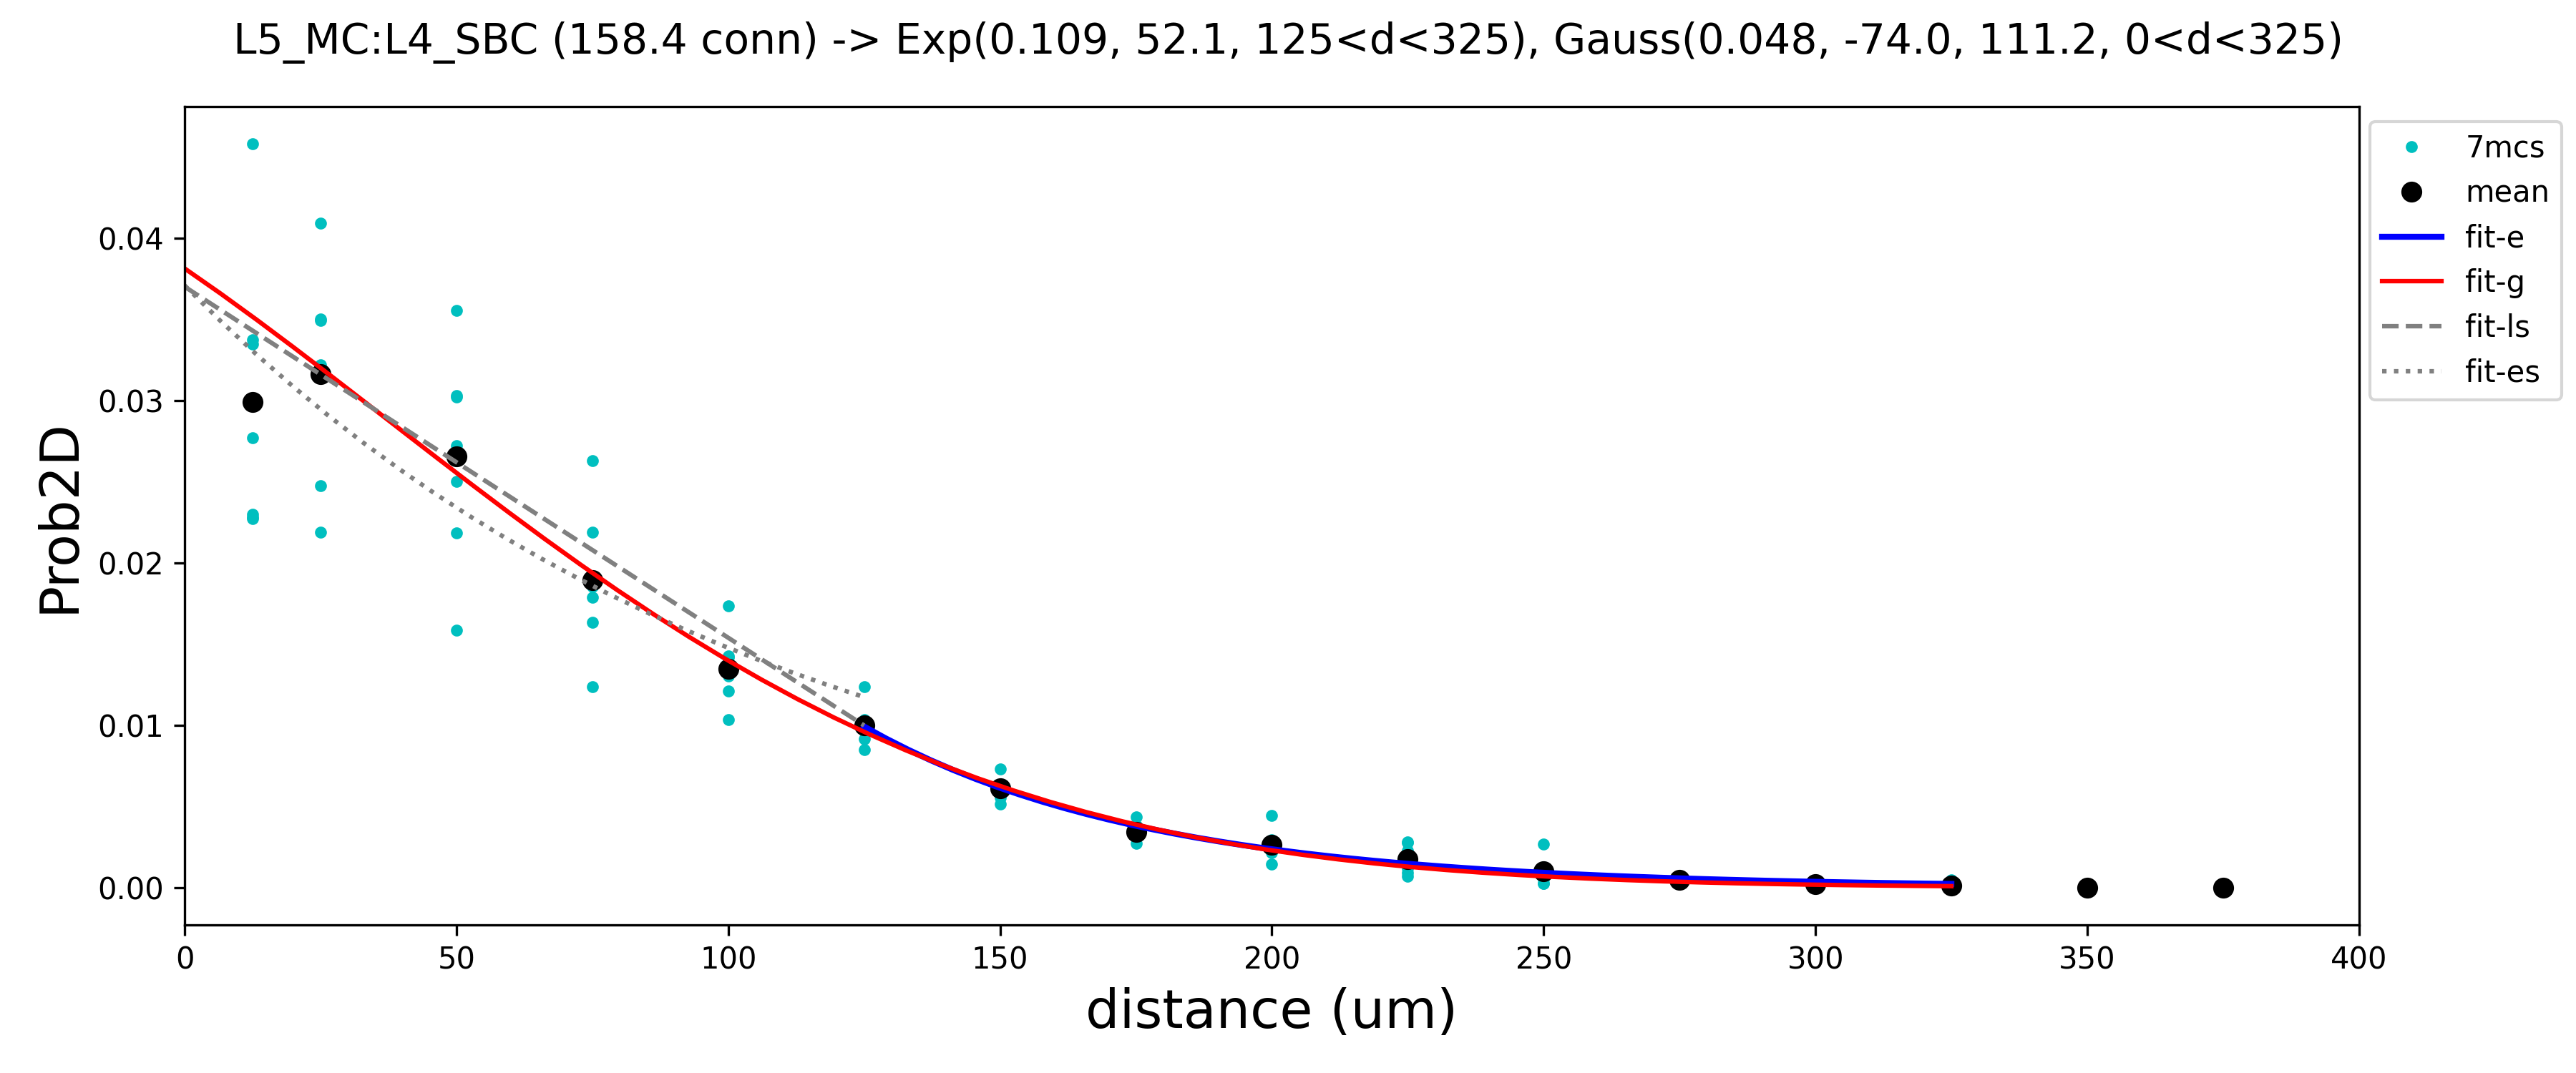 L5_MC:L4_SBC (158.4 conn) -> Exp(0.109, 52.1, 125<d<325), Gauss(0.048, -74.0, 111.2, 0<d<325)
7mcs
mean
fit-e
fit-g
fit-ls
fit-es
Prob2D
0.04
0.03
0.02
0.01
0.00
0 50 100 150 200 250 300 350 400
distance (um)